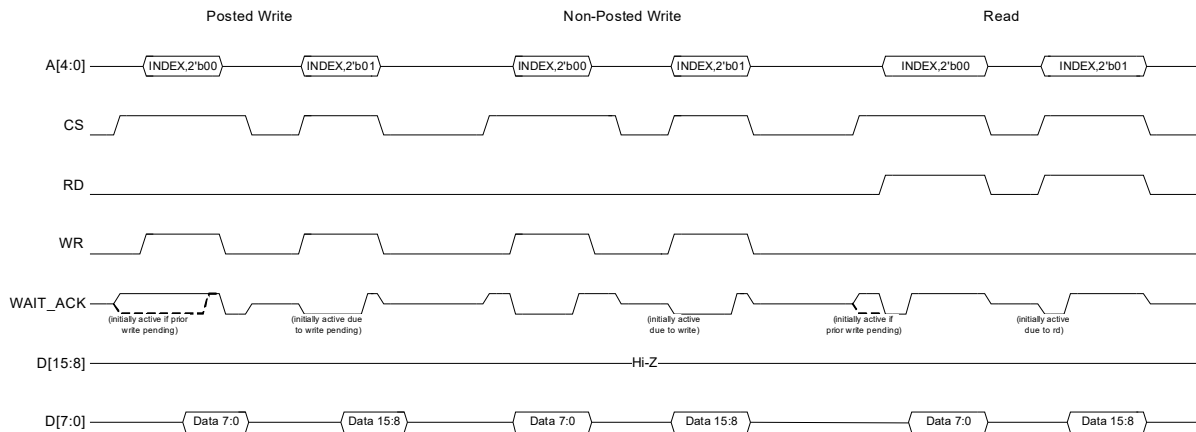 Posted Write Non-Posted Write Read
A[4:0] INDEX,2'b00 INDEX,2'b01 INDEX,2'b00 INDEX,2'b01 INDEX,2'b00 INDEX,2'b01
CS
RD
WR
WAIT_ACK
(initially active if prior
write pending)
(initially active due
to write pending)
(initially active
due to write)
(initially active if
prior write pending)
(initially active
due to rd)
D[15:8] Hi-Z
D[7:0] Data 7:0 Data 15:8 Data 7:0 Data 15:8 Data 7:0 Data 15:8